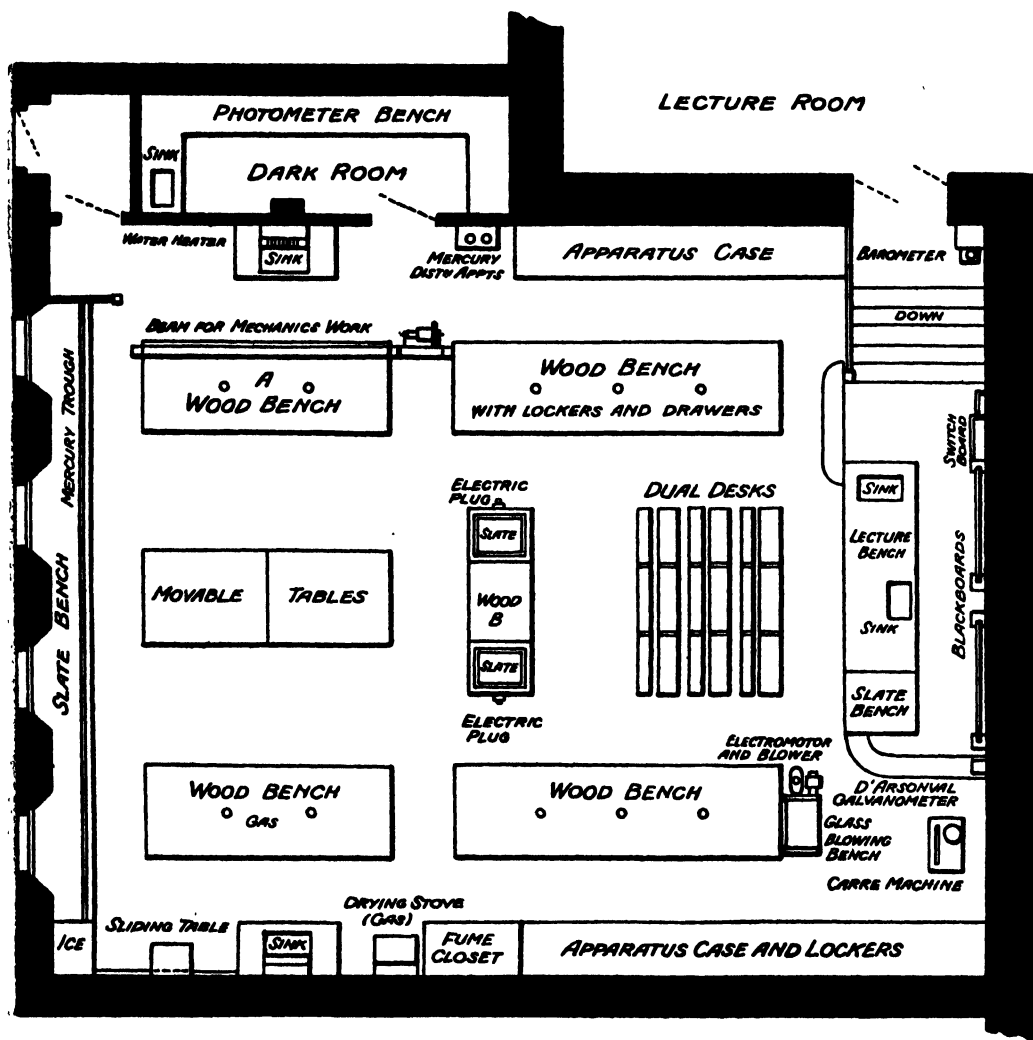 LECTURE ROOM
PHOTOMETER BENCH
SINK
DARK ROOM
WATER HEATER
SINK
MERCURY
DISTN APPTS
APPARATUS CASE
BAROMETER
DOWN
BEAM FOR MECHANICS WORK
A
WOOD BENCH
WOOD BENCH
WITH LOCKERS AND DRAWERS
MERCURY TROUGH
SLATE BENCH
SWITCH
BOARD
ELECTRIC
PLUG
SLATE
WOOD
B
SLATE
ELECTRIC
PLUG
DUAL DESKS
SINK
LECTURE
BENCH
SINK
SLATE
BENCH
BLACKBOARDS
MOVABLE
TABLES
ELECTROMOTOR
AND BLOWER
D'ARSONVAL
GALVANOMETER
WOOD BENCH
GAS
WOOD BENCH
GLASS
BLOWING
BENCH
CARRE MACHINE
ICE
SLIDING TABLE
SINK
DRYING STOVE
(GAS)
FUME
CLOSET
APPARATUS CASE AND LOCKERS